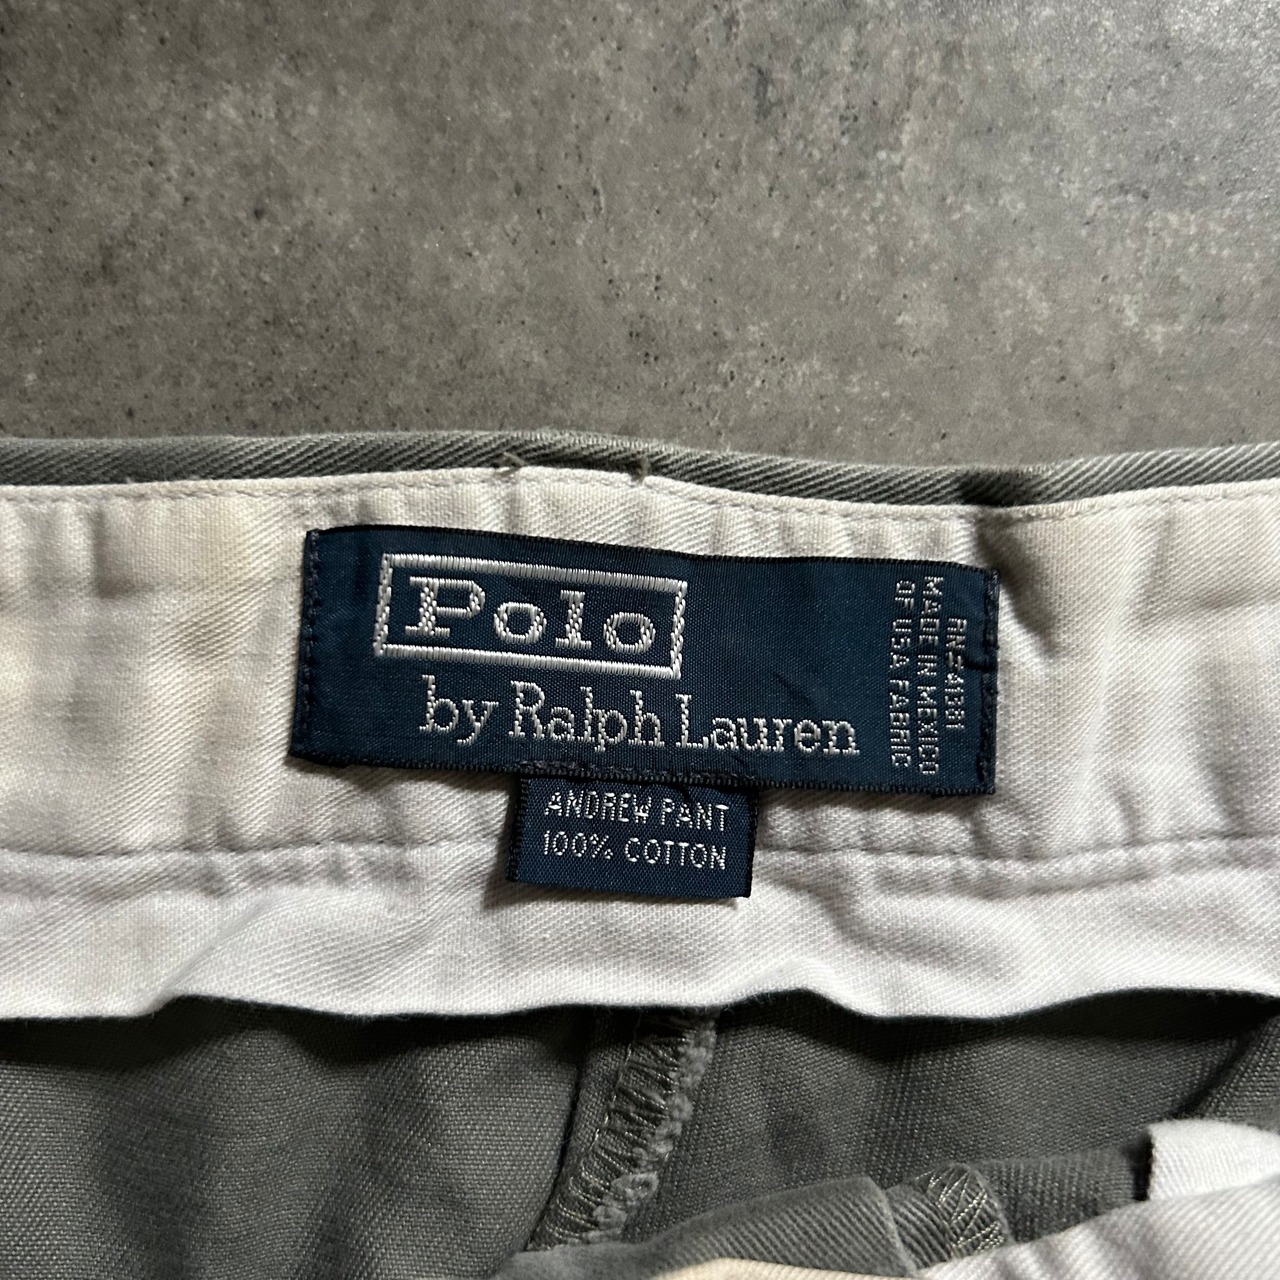 Polo
by Ralph Lauren
RN=41381
MADE IN MEXICO
OF USA FABRIC
ANDREW PANT
100% COTTON